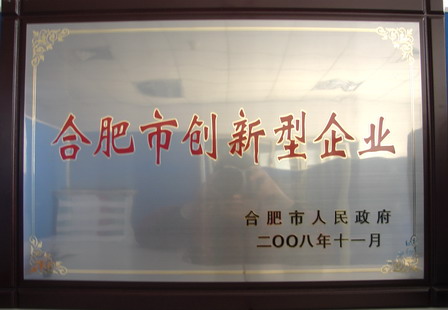 合肥市创新型企业
合肥市人民政府
二〇〇八年十一月